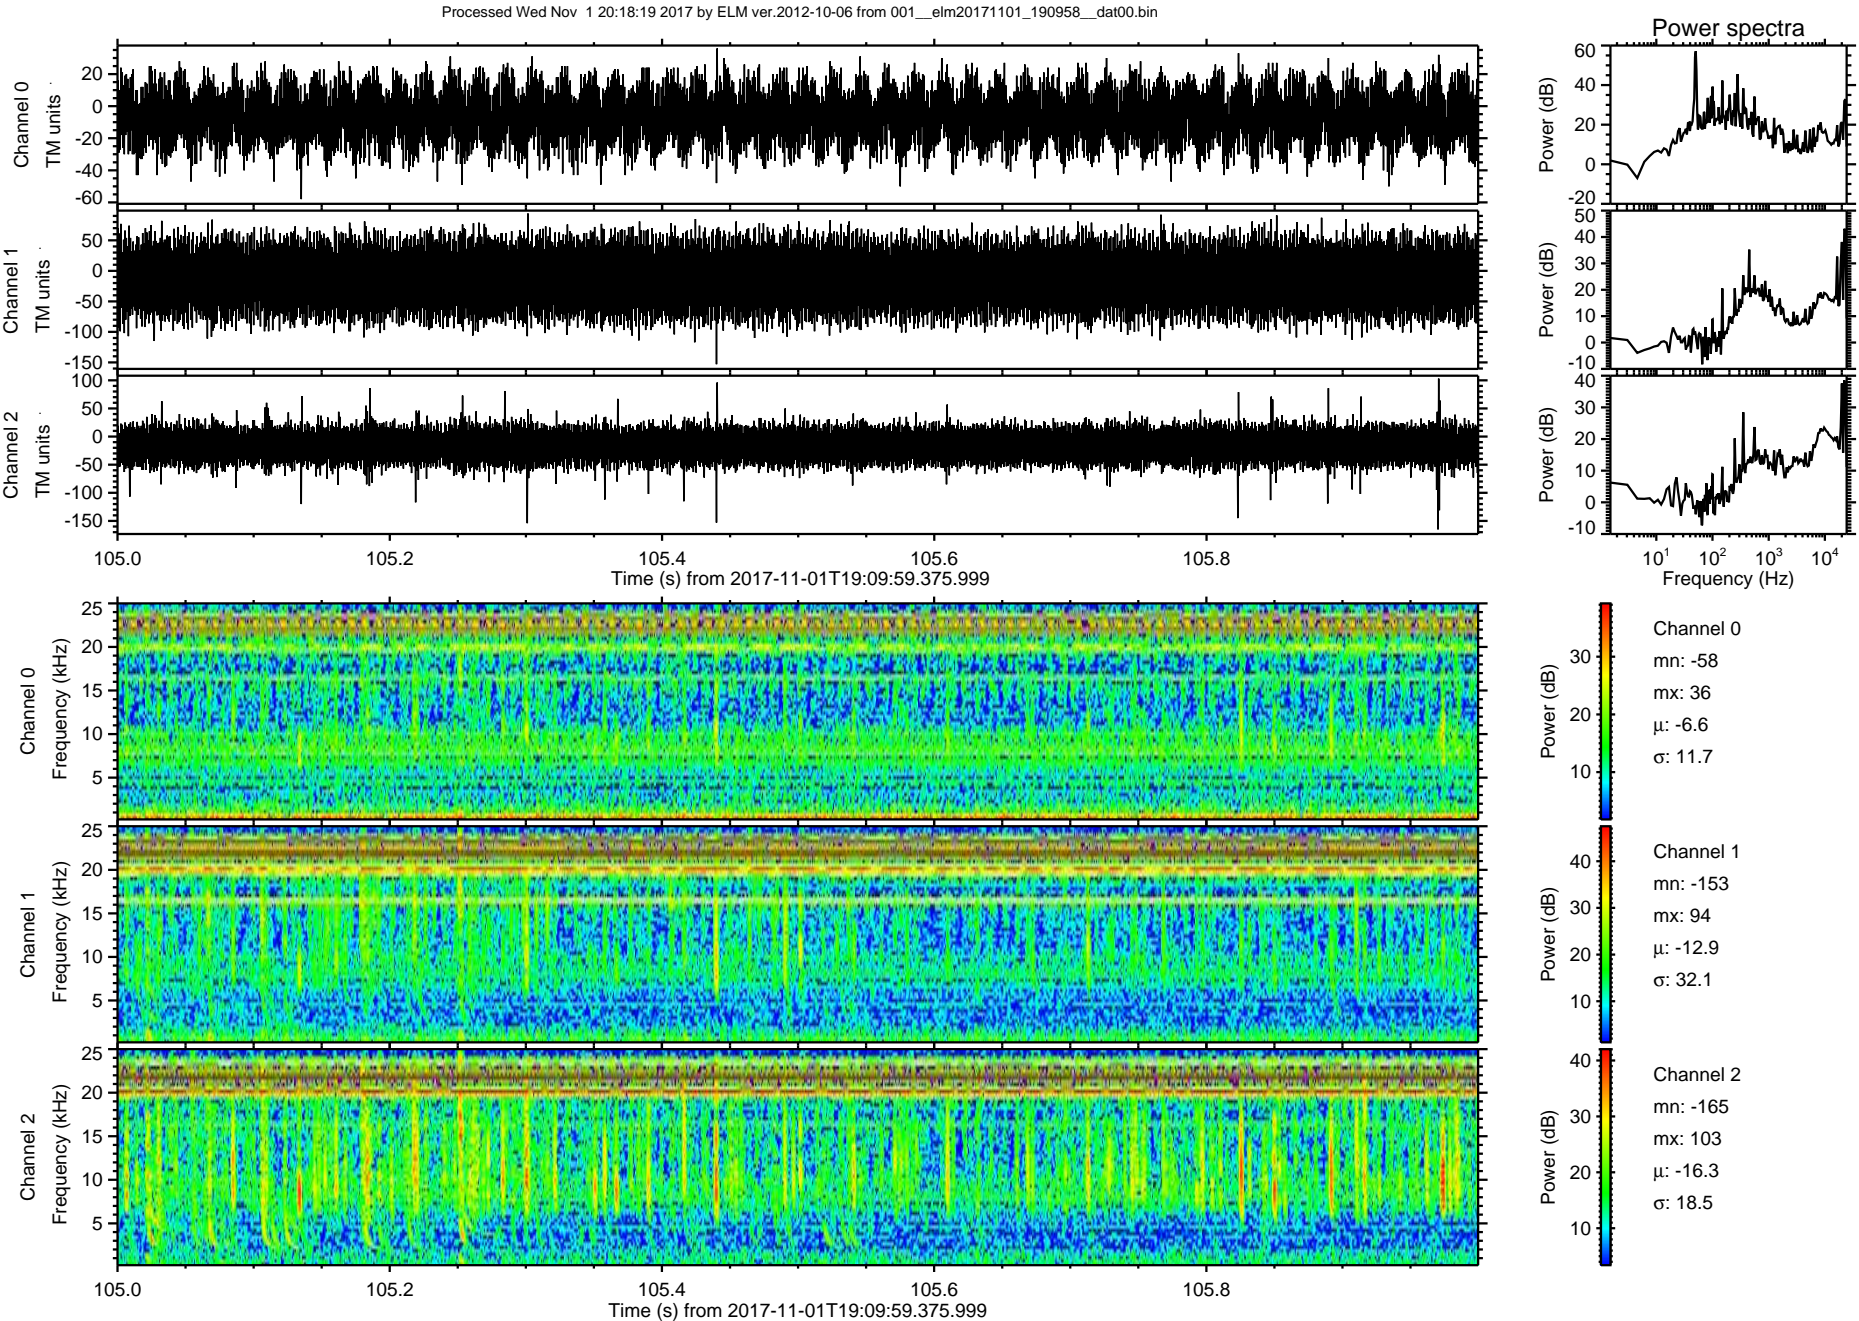 Processed Wed Nov  1 20:18:19 2017 by ELM ver.2012-10-06 from 001__elm20171101_190958__dat00.bin
Power spectra
Channel 0
TM units
20
0
-20
-40
-60
Power (dB)
60
40
20
0
-20
Channel 1
TM units
50
0
-50
-100
-150
Power (dB)
50
40
30
20
10
0
-10
Channel 2
TM units
100
50
0
-50
-100
-150
Power (dB)
40
30
20
10
0
-10
105.0 105.2 105.4 105.6 105.8
Time (s) from 2017-11-01T19:09:59.375.999
10¹ 10² 10³ 10⁴
Frequency (Hz)
Channel 0
Frequency (kHz)
25
20
15
10
5
Power (dB)
30
20
10
Channel 0
mn: -58
mx: 36
μ: -6.6
σ: 11.7
Channel 1
Frequency (kHz)
25
20
15
10
5
Power (dB)
40
30
20
10
Channel 1
mn: -153
mx: 94
μ: -12.9
σ: 32.1
Channel 2
Frequency (kHz)
25
20
15
10
5
Power (dB)
40
30
20
10
Channel 2
mn: -165
mx: 103
μ: -16.3
σ: 18.5
105.0 105.2 105.4 105.6 105.8
Time (s) from 2017-11-01T19:09:59.375.999